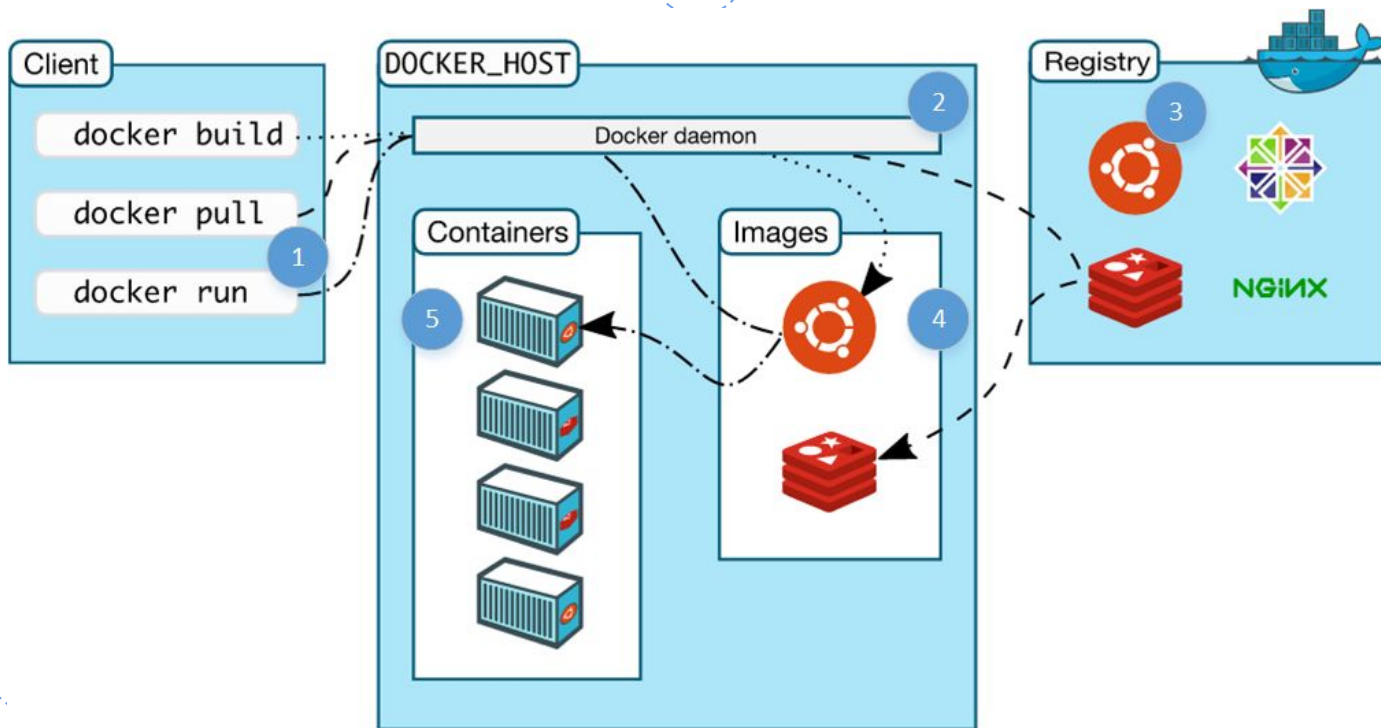 Client
docker build
docker pull
docker run
1
DOCKER_HOST
2
Docker daemon
Containers
5
Images
4
Registry
3
NGiNX